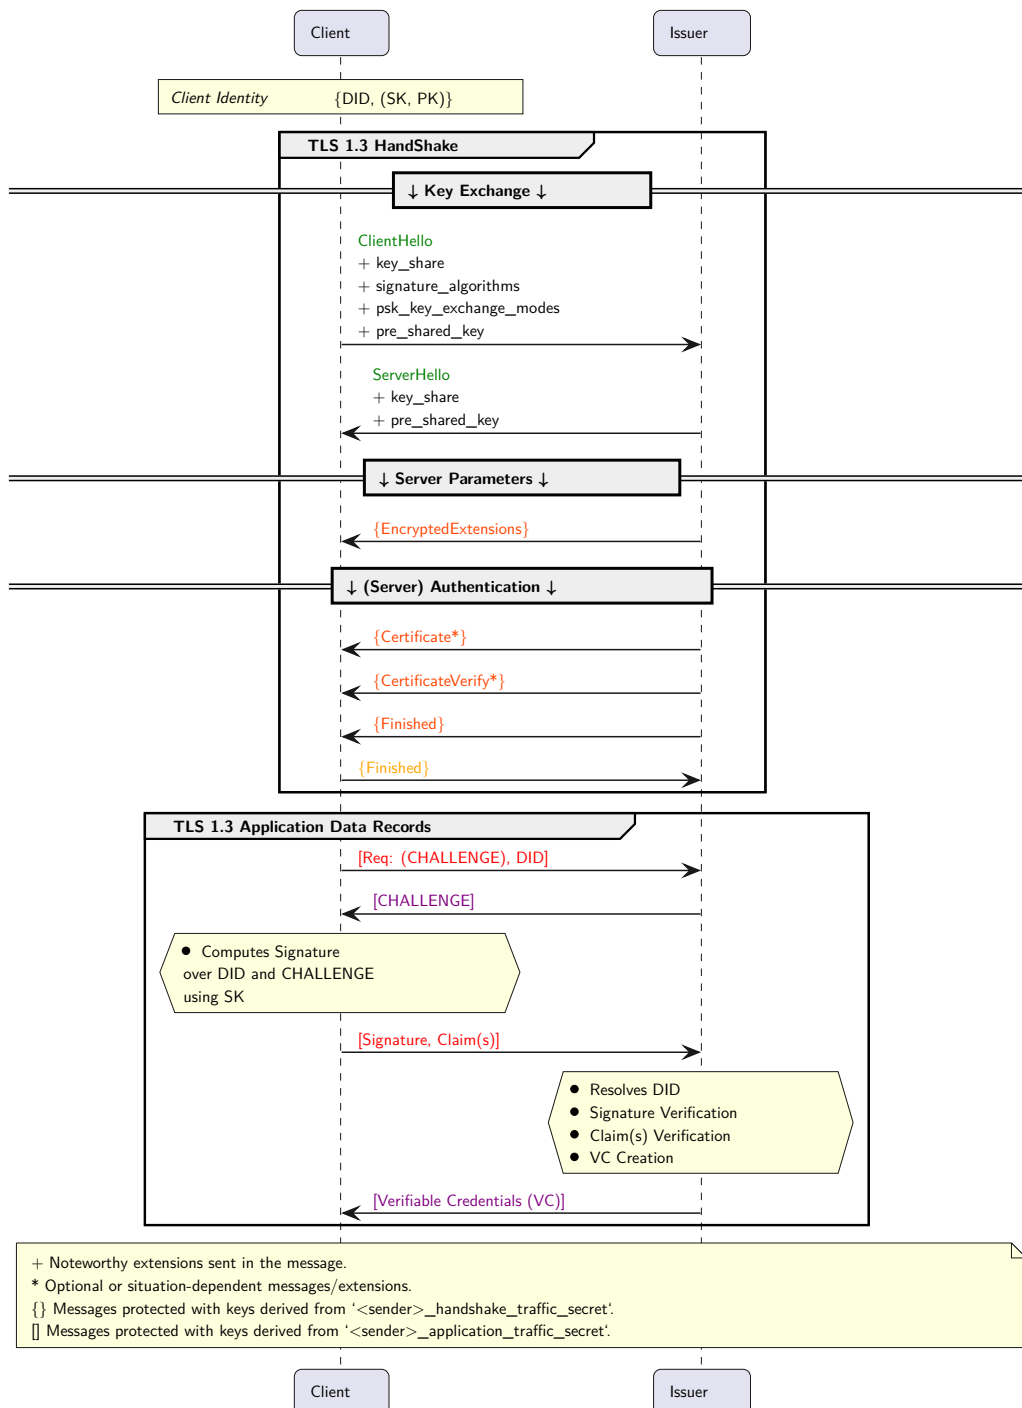 Client Issuer
Client Identity {DID, (SK, PK)}
TLS 1.3 HandShake
↓ Key Exchange ↓
ClientHello
+ key_share
+ signature_algorithms
+ psk_key_exchange_modes
+ pre_shared_key
ServerHello
+ key_share
+ pre_shared_key
↓ Server Parameters ↓
{EncryptedExtensions}
↓ (Server) Authentication ↓
{Certificate*}
{CertificateVerify*}
{Finished}
{Finished}
TLS 1.3 Application Data Records
[Req: (CHALLENGE), DID]
[CHALLENGE]
● Computes Signature
over DID and CHALLENGE
using SK
[Signature, Claim(s)]
● Resolves DID
● Signature Verification
● Claim(s) Verification
● VC Creation
[Verifiable Credentials (VC)]
+ Noteworthy extensions sent in the message.
* Optional or situation-dependent messages/extensions.
{} Messages protected with keys derived from ‘<sender>_handshake_traffic_secret‘.
[] Messages protected with keys derived from ‘<sender>_application_traffic_secret‘.
Client Issuer